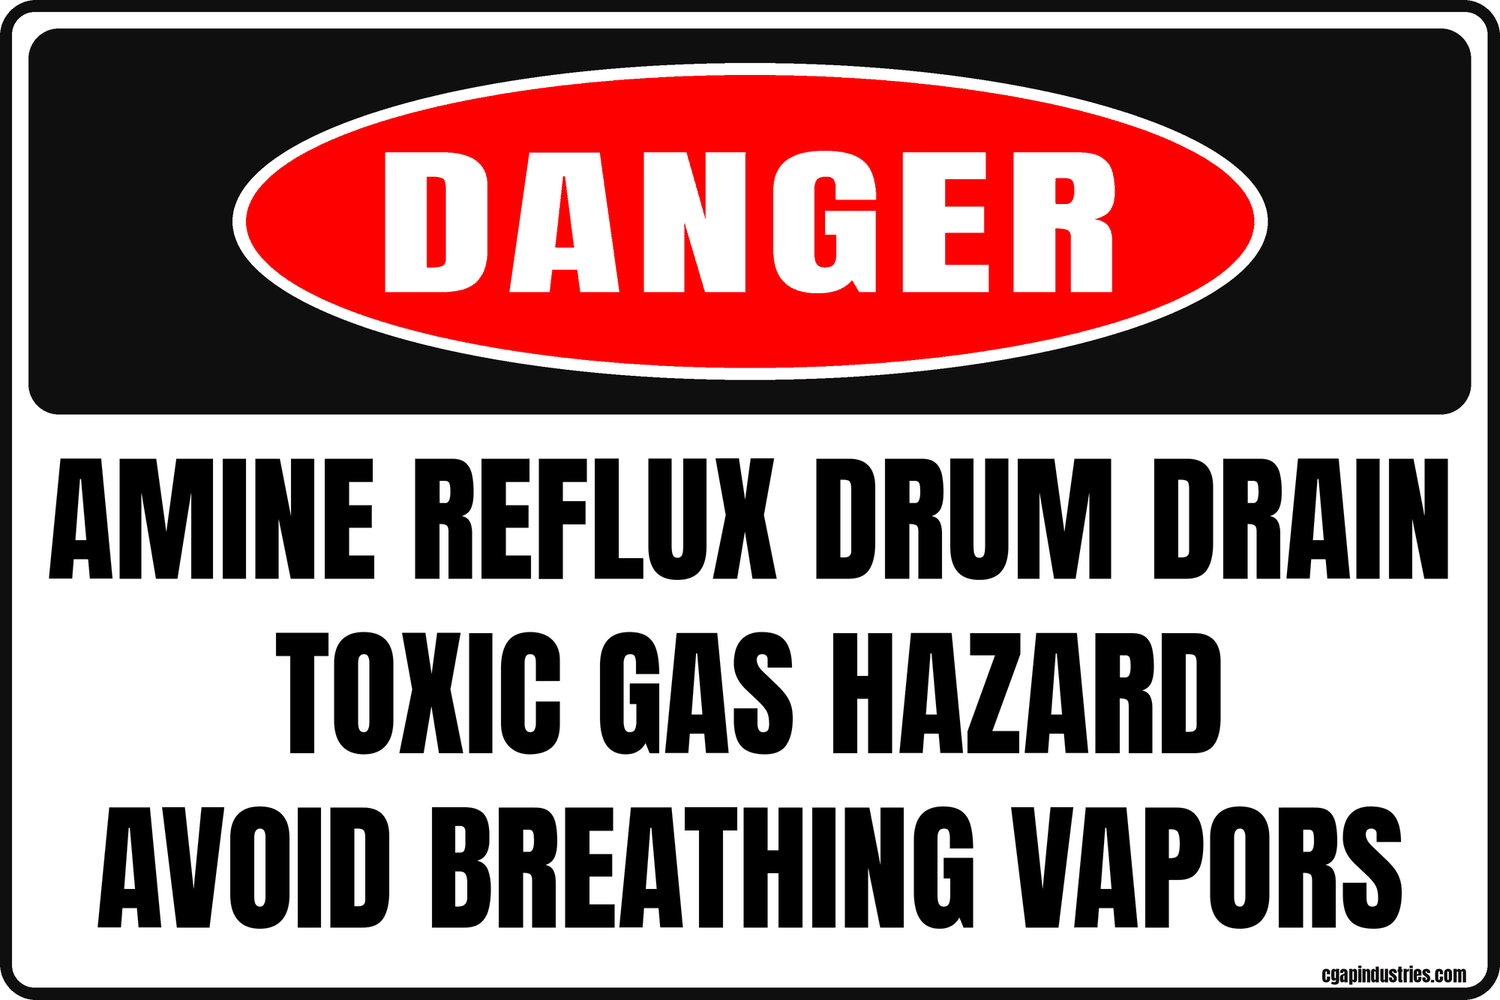 DANGER
AMINE REFLUX DRUM DRAIN
TOXIC GAS HAZARD
AVOID BREATHING VAPORS
cgapindustries.com